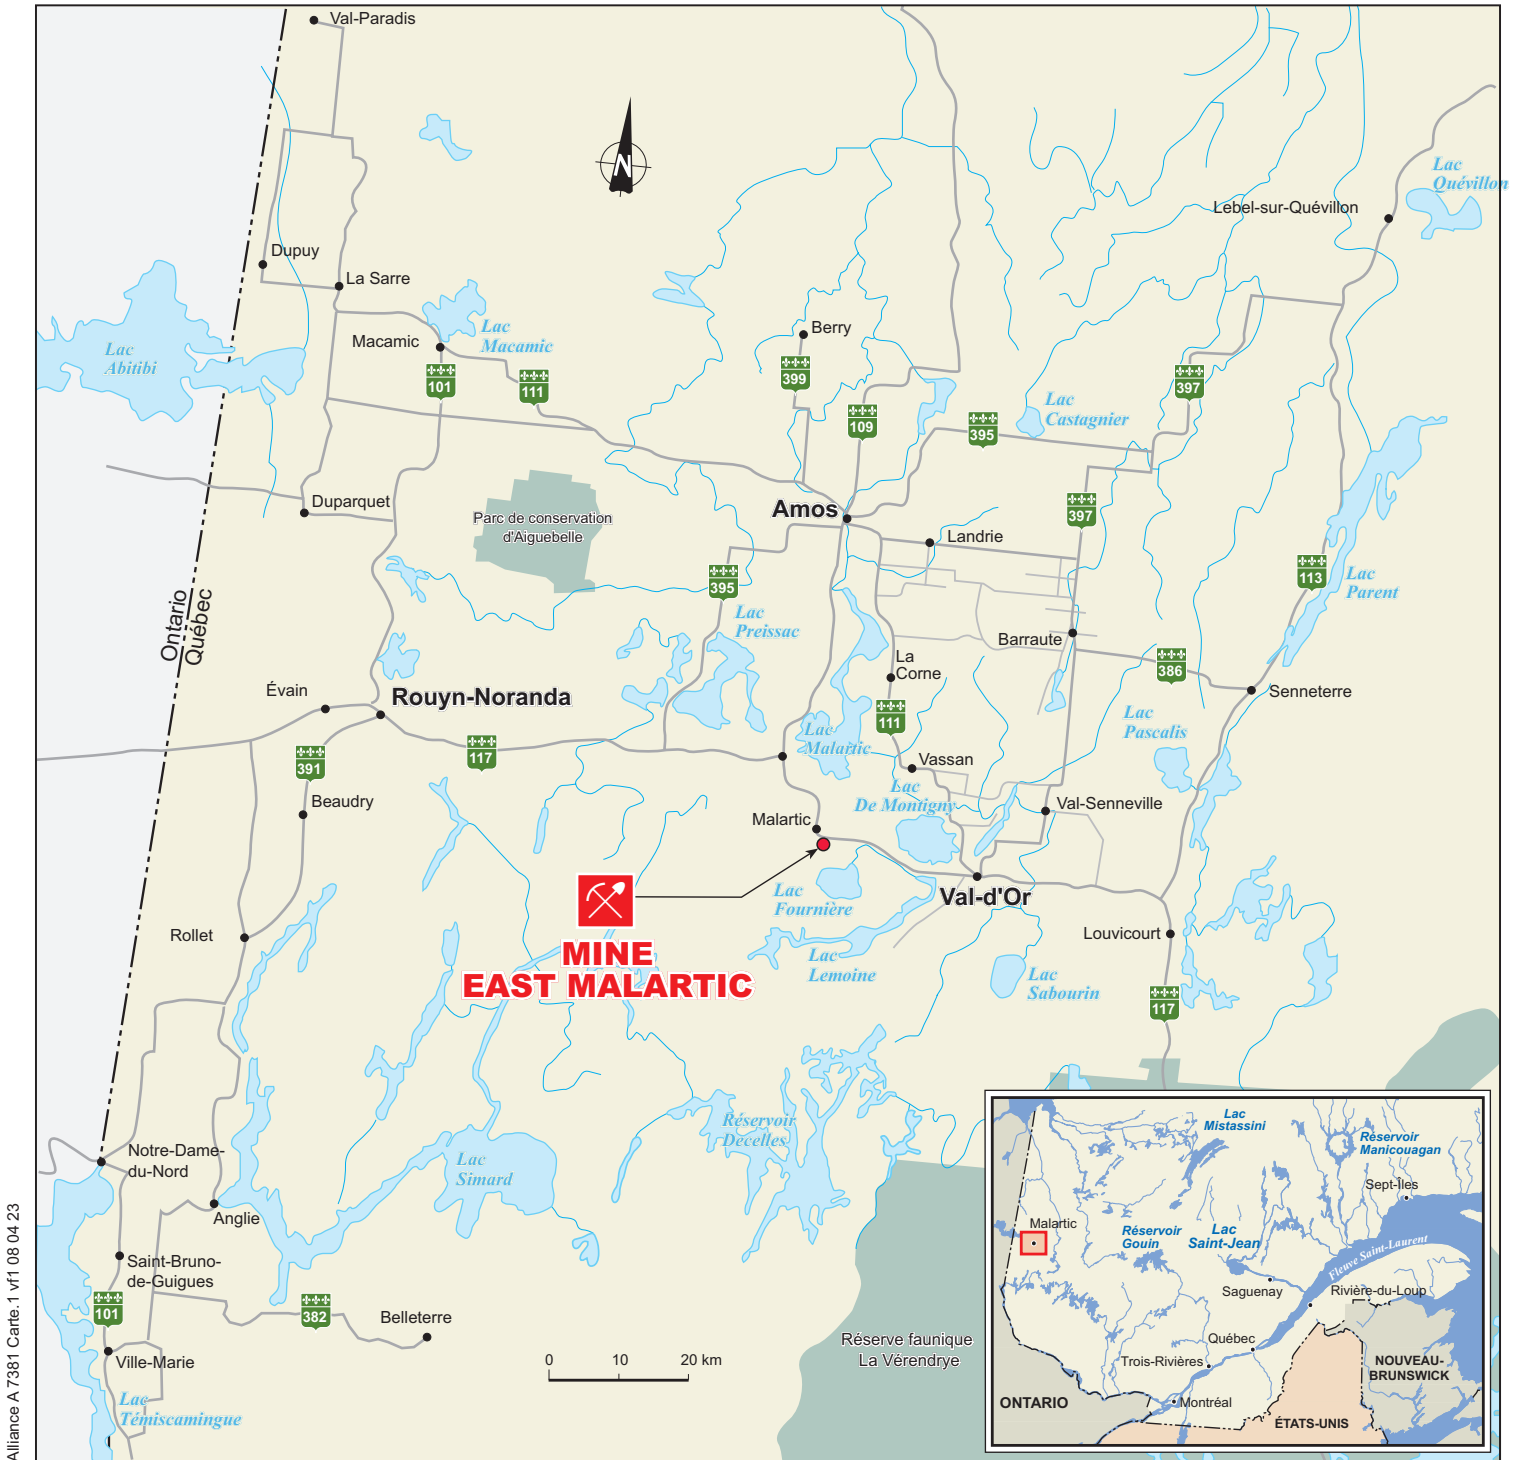 Val-Paradis
N
Lac
Quévillon
Lebel-sur-Quévillon
Dupuy
La Sarre
Berry
Lac
Macamic
Macamic
Lac
Abitibi
101
111
399
397
109
395
Lac
Castagnier
Duparquet
Amos
397
Parc de conservation
d'Aiguebelle
Landrie
395
113
Lac
Parent
Ontario
Québec
Lac
Preissac
Barraute
La
Corne
386
Évain
Rouyn-Noranda
Senneterre
111
Lac
Pascalis
Lac
Malartic
391
117
Vassan
Lac
De Montigny
Beaudry
Val-Senneville
Malartic
Lac
Fournière
Val-d'Or
Rollet
Louvicourt
MINE
EAST MALARTIC
Lac
Lemoine
Lac
Sabourin
117
Réservoir
Decelles
Notre-Dame-
du-Nord
Lac
Simard
Anglie
Saint-Bruno-
de-Guigues
101
382
Belleterre
Ville-Marie
Lac
Témiscamingue
0 10 20 km
Réserve faunique
La Vérendrye
Lac
Mistassini
Réservoir
Manicouagan
Sept-Îles
Malartic
Réservoir
Gouin
Lac
Saint-Jean
Fleuve Saint-Laurent
Saguenay
Rivière-du-Loup
Québec
Trois-Rivières
NOUVEAU-
BRUNSWICK
ONTARIO
Montréal
ÉTATS-UNIS
Alliance A 7381 Carte.1 vf1 08 04 23